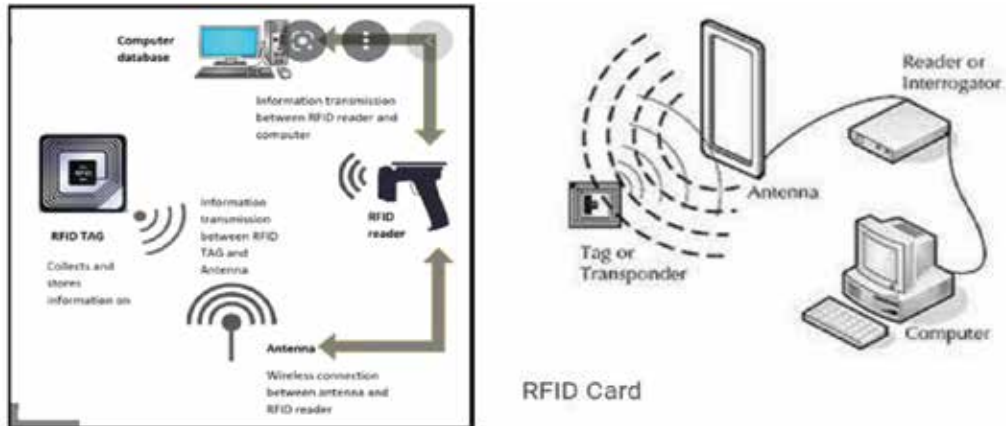 Computer
database
Information transmission
between RFID reader and
computer
RFID TAG
Collects and
stores
information on
Information
transmission
between RFID
TAG and
Antenna
RFID
reader
Antenna
Wireless connection
between antenna and
RFID reader
Reader or
Interrogator
Antenna
Tag or
Transponder
Computer
RFID Card